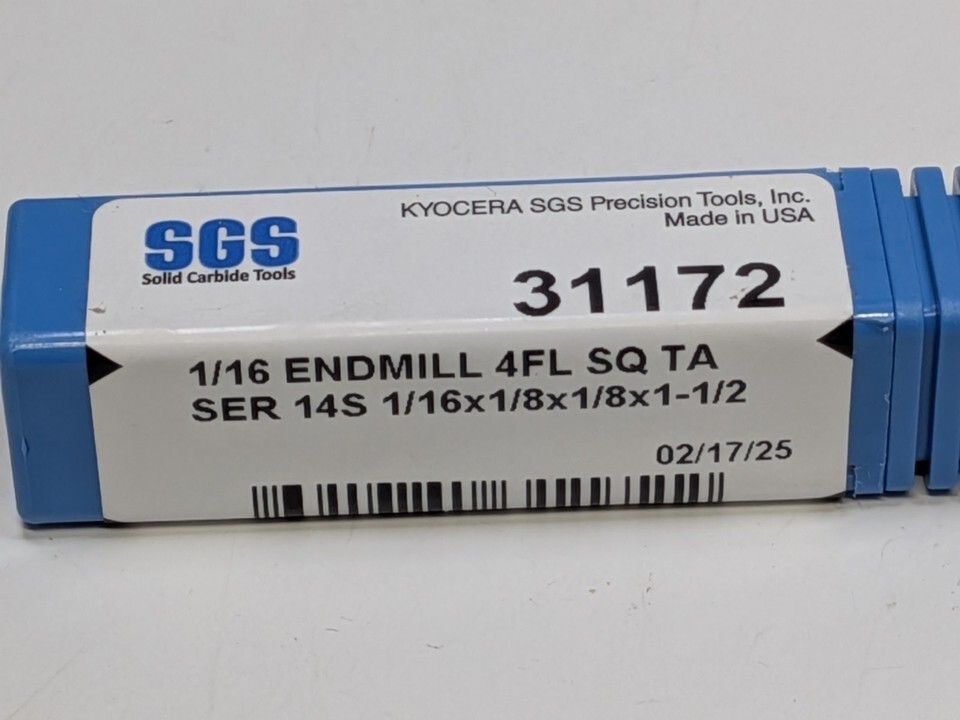 SGS
Solid Carbide Tools
KYOCERA SGS Precision Tools, Inc.
Made in USA
31172
1/16 ENDMILL 4FL SQ TA
SER 14S 1/16x1/8x1/8x1-1/2
02/17/25